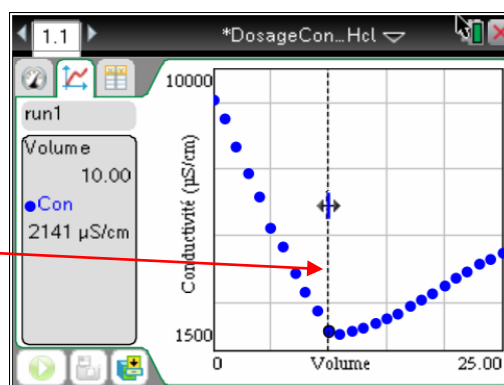 1.1
*DosageCon...Hcl
run1
Volume
10.00
Con
2141 µS/cm
10000
Conductivité (µS/cm)
1500
0
Volume
25.00